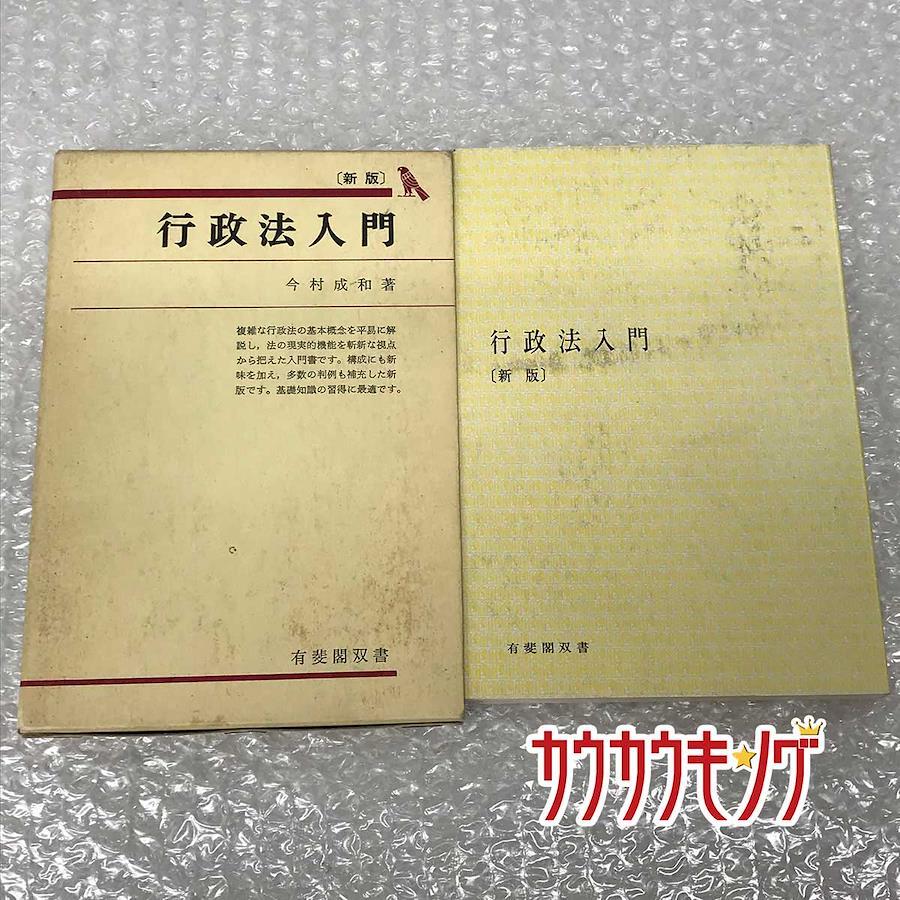 〔新版〕
行政法入門
今村成和著
複雑な行政法の基本概念を平易に解
説し，法の現実的機能を斬新な視点
から把えた入門書です。構成にも新
味を加え，多数の判例も補充した新
版です。基礎知識の習得に最適です。
有斐閣双書
行政法入門
〔新版〕
有斐閣双書
カウカウキング